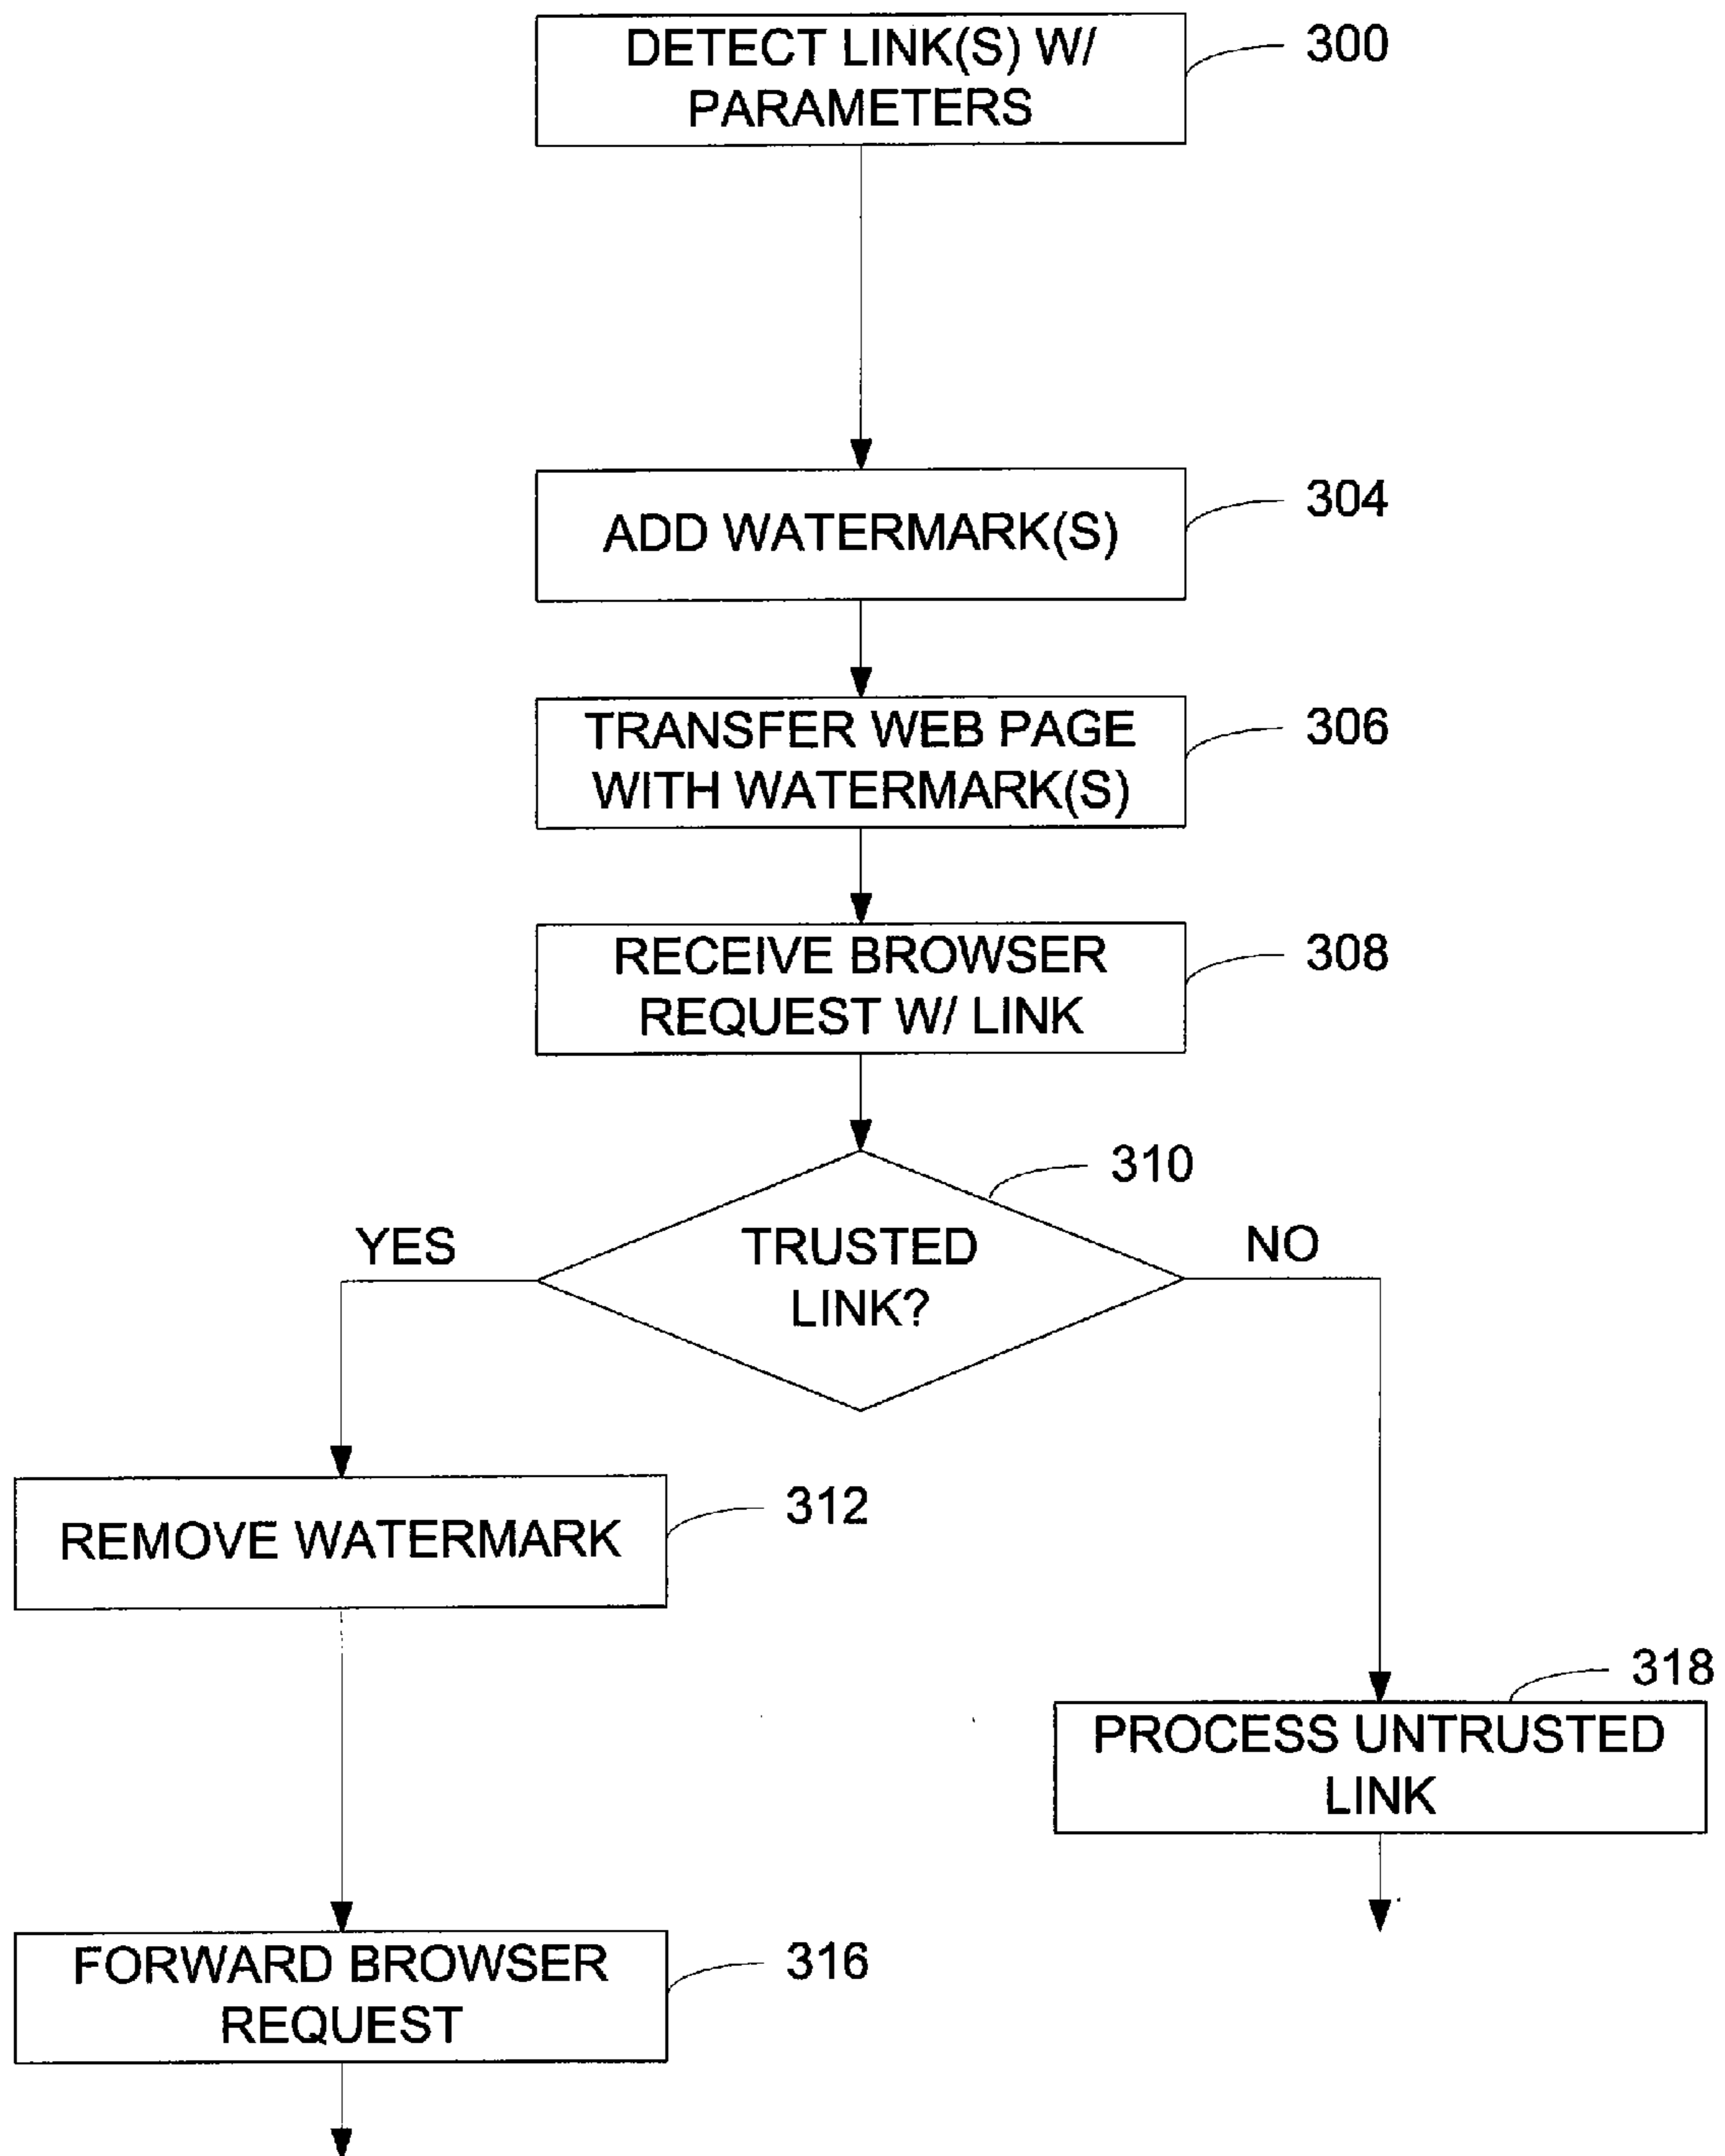 DETECT LINK(S) W/
PARAMETERS
300
ADD WATERMARK(S)
304
TRANSFER WEB PAGE
WITH WATERMARK(S)
306
RECEIVE BROWSER
REQUEST W/ LINK
308
310
YES
TRUSTED
LINK?
NO
REMOVE WATERMARK
312
318
PROCESS UNTRUSTED
LINK
FORWARD BROWSER
REQUEST
316